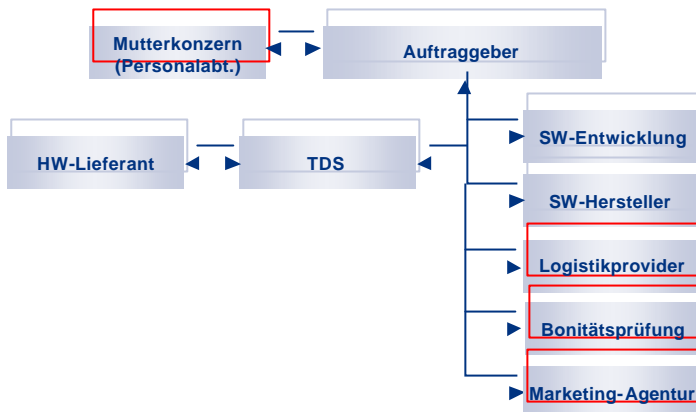 Mutterkonzern
(Personalabt.)
Auftraggeber
SW-Entwicklung
HW-Lieferant
TDS
SW-Hersteller
Logistikprovider
Bonitätsprüfung
Marketing-Agentur